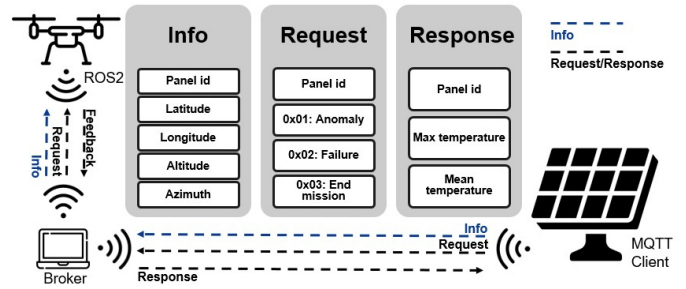 Info
Request
Response
Info
Request/Response
ROS2
Panel id
Latitude
Longitude
Altitude
Azimuth
Panel id
0x01: Anomaly
0x02: Failure
0x03: End
mission
Panel id
Max temperature
Mean
temperature
Info
Request
Feedback
Info
Request
Response
Broker
MQTT
Client